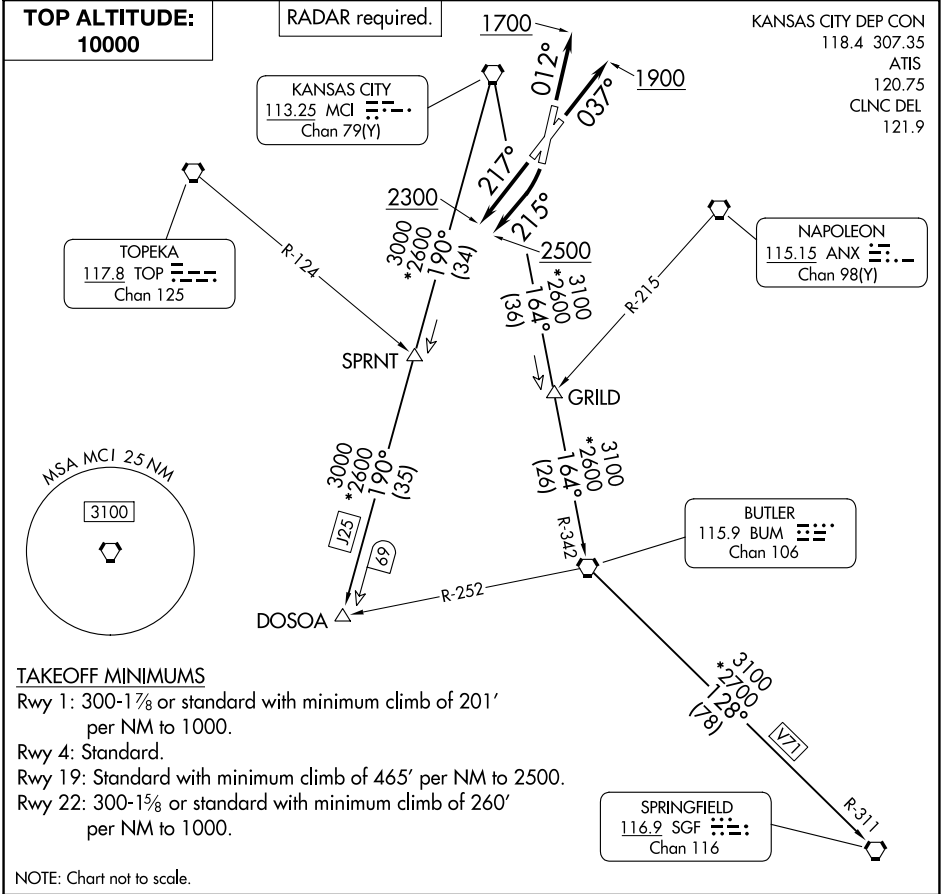 TOP ALTITUDE:
10000
RADAR required.
KANSAS CITY DEP CON
118.4 307.35
ATIS
120.75
CLNC DEL
121.9
1700
012°
037°
1900
KANSAS CITY
113.25 MCI
Chan 79(Y)
217°
215°
2300
2500
TOPEKA
117.8 TOP
Chan 125
R-124
NAPOLEON
115.15 ANX
Chan 98(Y)
R-215
3000
*2600
190°
(34)
3100
*2600
164°
(36)
SPRNT
GRILD
3000
*2600
190°
(35)
3100
*2600
164°
(26)
MSA MCI 25 NM
3100
J25
69
R-342
BUTLER
115.9 BUM
Chan 106
R-252
DOSOA
3100
*2700
128°
(78)
V71
R-311
SPRINGFIELD
116.9 SGF
Chan 116
TAKEOFF MINIMUMS
Rwy 1: 300-1⅞ or standard with minimum climb of 201'
per NM to 1000.
Rwy 4: Standard.
Rwy 19: Standard with minimum climb of 465' per NM to 2500.
Rwy 22: 300-1⅝ or standard with minimum climb of 260'
per NM to 1000.
NOTE: Chart not to scale.